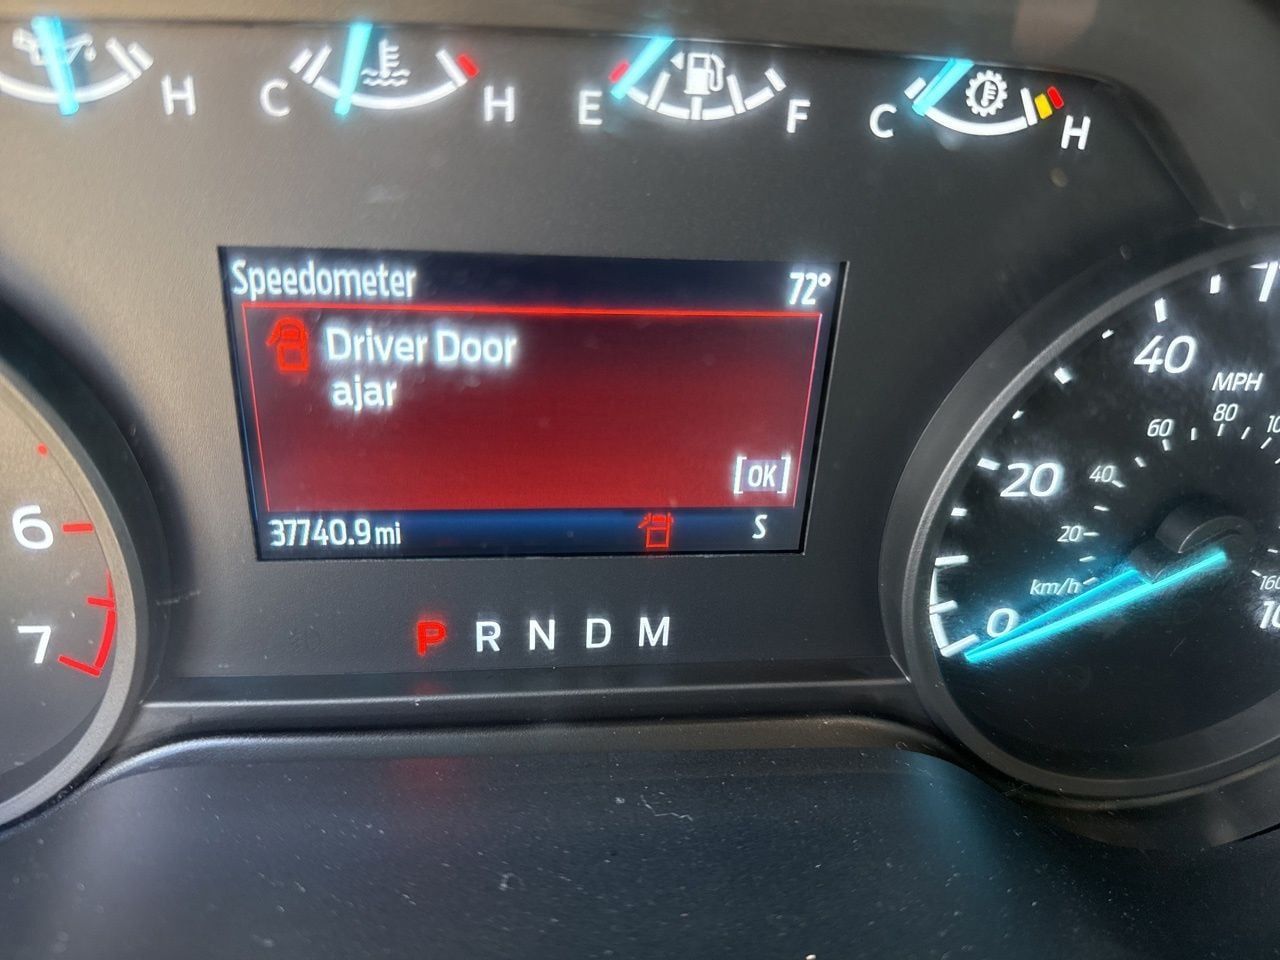 H
C
H
E
F
C
H
Speedometer 72°
Driver Door
ajar
[OK]
37740.9 mi S
P R N D M
6
7
40
MPH
20
0
80
60
40
20
km/h
160